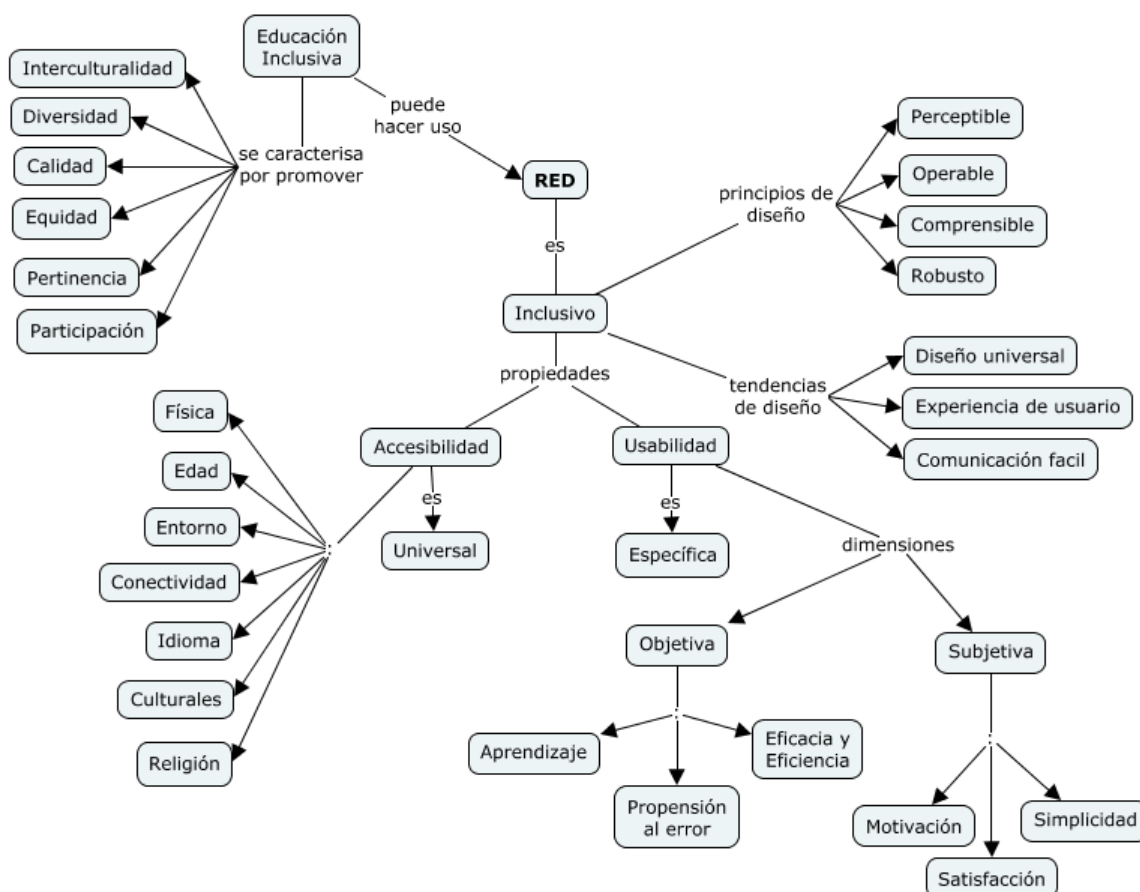 Educación
Inclusiva
Interculturalidad
Diversidad
Calidad
Equidad
Pertinencia
Participación
se caracterisa
por promover
puede
hacer uso
RED
es
Inclusivo
principios de
diseño
Perceptible
Operable
Comprensible
Robusto
tendencias
de diseño
Diseño universal
Experiencia de usuario
Comunicación facil
propiedades
Accesibilidad
es
Universal
:
Física
Edad
Entorno
Conectividad
Idioma
Culturales
Religión
Usabilidad
es
Específica
dimensiones
Objetiva
:
Aprendizaje
Propensión
al error
Eficacia y
Eficiencia
Subjetiva
:
Motivación
Satisfacción
Simplicidad